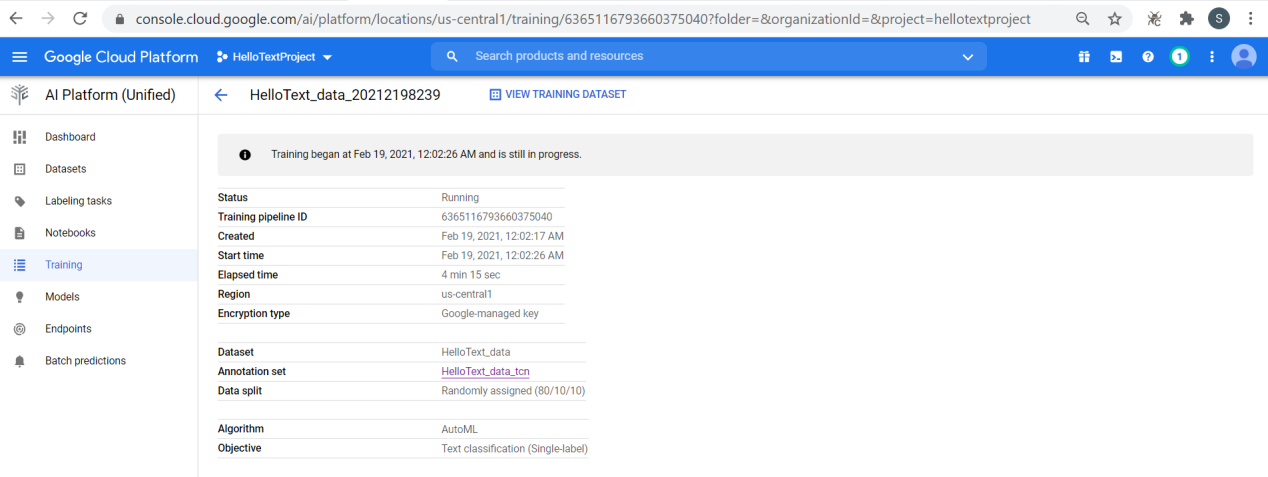 console.cloud.google.com/ai/platform/locations/us-central1/training/6365116793660375040?folder=&organizationId=&project=hellotextproject S
Google Cloud Platform HelloTextProject Search products and resources 1
AI Platform (Unified) HelloText_data_20212198239 VIEW TRAINING DATASET
Dashboard
Datasets
Labeling tasks
Notebooks
Training
Models
Endpoints
Batch predictions
Training began at Feb 19, 2021, 12:02:26 AM and is still in progress.
Status Running
Training pipeline ID 6365116793660375040
Created Feb 19, 2021, 12:02:17 AM
Start time Feb 19, 2021, 12:02:26 AM
Elapsed time 4 min 15 sec
Region us-central1
Encryption type Google-managed key
Dataset HelloText_data
Annotation set HelloText_data_tcn
Data split Randomly assigned (80/10/10)
Algorithm AutoML
Objective Text classification (Single-label)